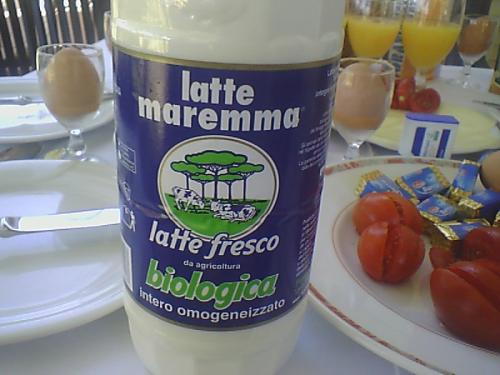 latte
maremma
latte fresco
da agricoltura
biologica
intero omogeneizzato